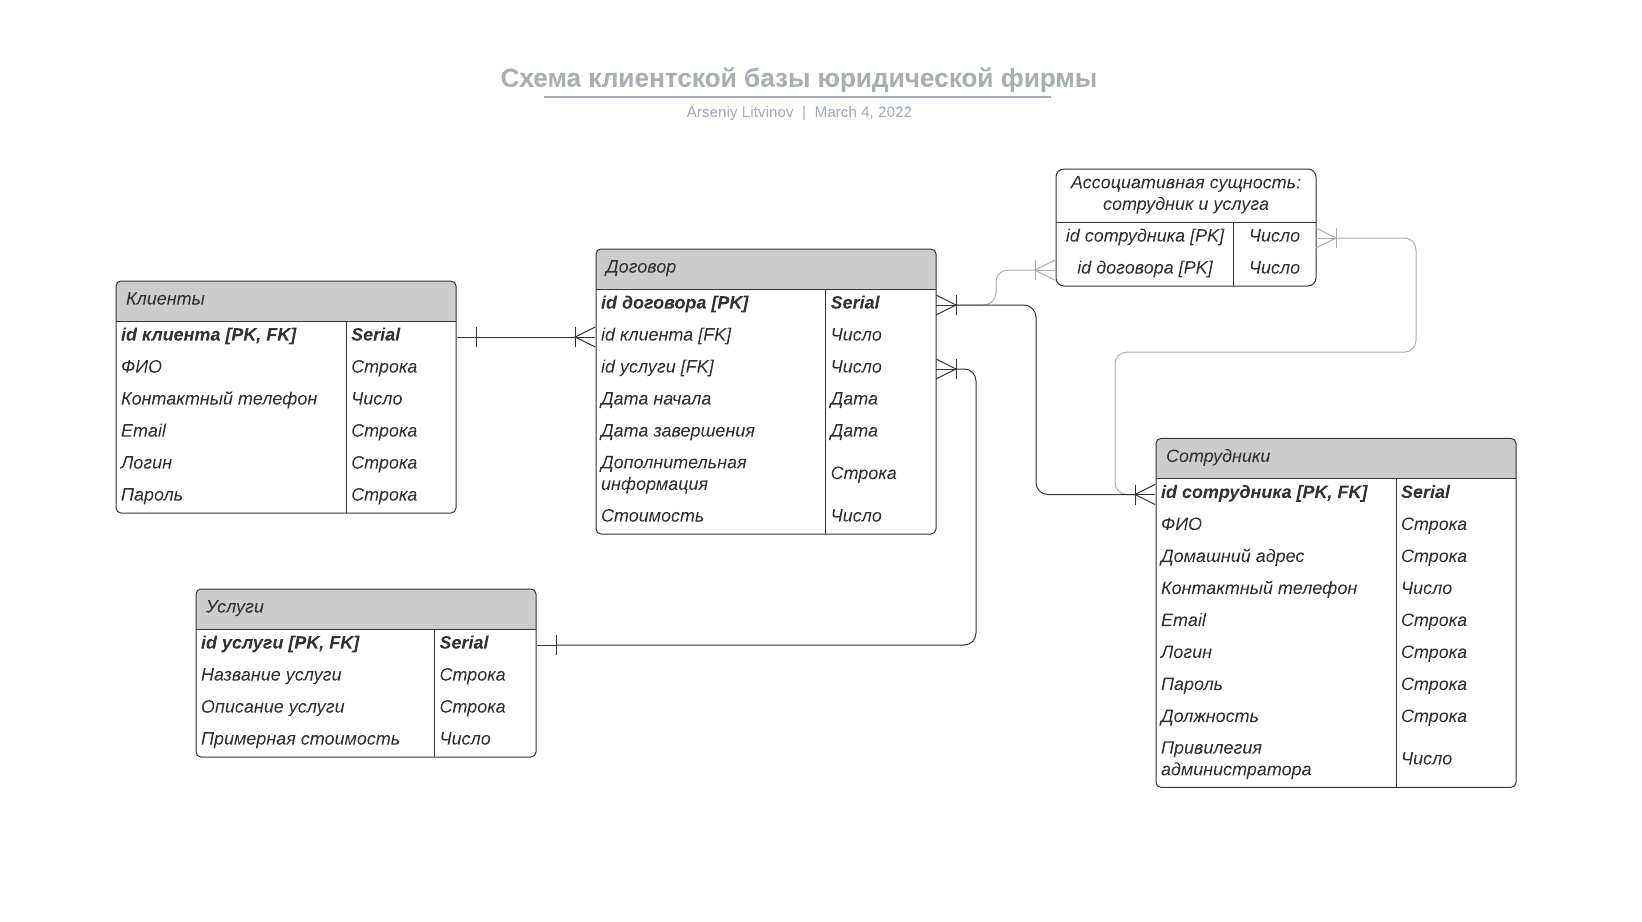 Схема клиентской базы юридической фирмы
Arseniy Litvinov | March 4, 2022
Ассоциативная сущность:
сотрудник и услуга
id сотрудника [PK] Число
id договора [PK] Число
Договор
id договора [PK] Serial
id клиента [FK] Число
id услуги [FK] Число
Дата начала Дата
Дата завершения Дата
Дополнительная
информация Строка
Стоимость Число
Клиенты
id клиента [PK, FK] Serial
ФИО Строка
Контактный телефон Число
Email Строка
Логин Строка
Пароль Строка
Сотрудники
id сотрудника [PK, FK] Serial
ФИО Строка
Домашний адрес Строка
Контактный телефон Число
Email Строка
Логин Строка
Пароль Строка
Должность Строка
Привилегия
администратора Число
Услуги
id услуги [PK, FK] Serial
Название услуги Строка
Описание услуги Строка
Примерная стоимость Число